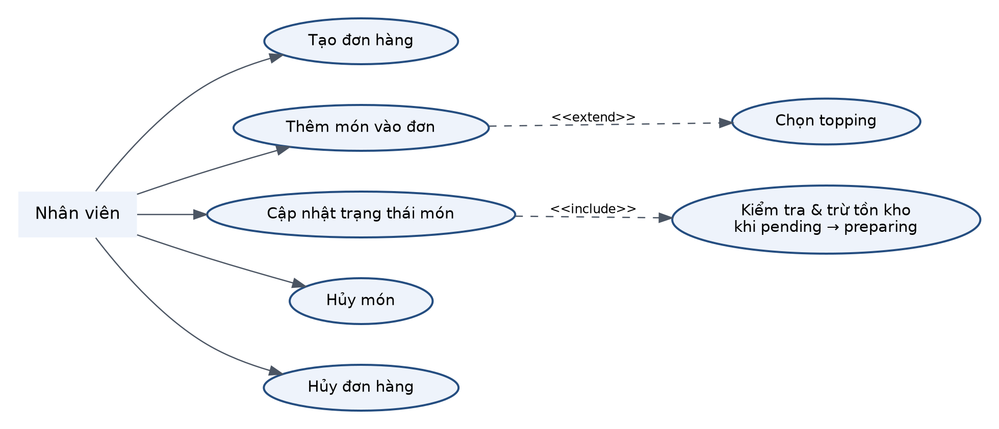 Tạo đơn hàng
Thêm món vào đơn
<<extend>>
Chọn topping
Nhân viên
Cập nhật trạng thái món
<<include>>
Kiểm tra & trừ tồn kho
khi pending → preparing
Hủy món
Hủy đơn hàng